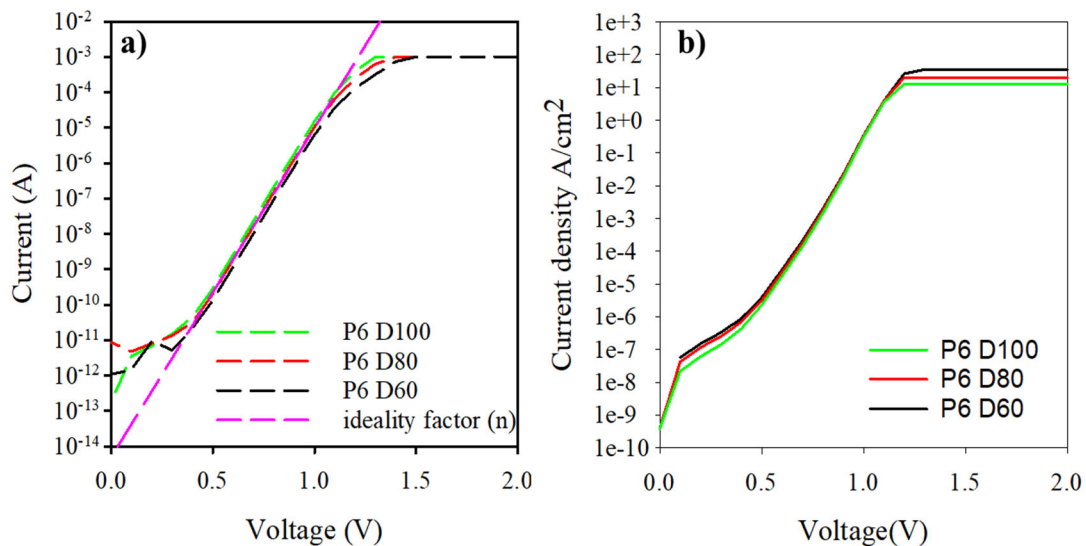 a)
Current (A)
10-2
10-3
10-4
10-5
10-6
10-7
10-8
10-9
10-10
10-11
10-12
10-13
10-14
P6 D100
P6 D80
P6 D60
ideality factor (n)
0.0 0.5 1.0 1.5 2.0
Voltage (V)
b)
Current density A/cm2
1e+3
1e+2
1e+1
1e+0
1e-1
1e-2
1e-3
1e-4
1e-5
1e-6
1e-7
1e-8
1e-9
1e-10
P6 D100
P6 D80
P6 D60
0.0 0.5 1.0 1.5 2.0
Voltage(V)